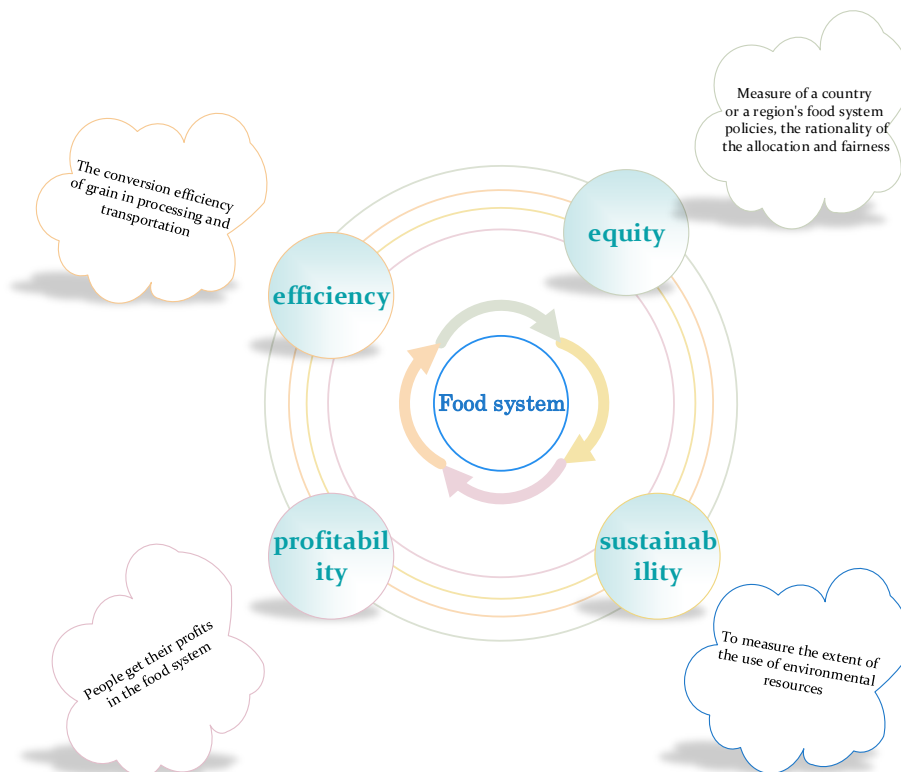 Measure of a country
or a region's food system
policies, the rationality of
the allocation and fairness
The conversion efficiency
of grain in processing and
transportation
equity
efficiency
Food system
profitabil
ity
sustainab
ility
People get their profits
in the food system
To measure the extent of
the use of environmental
resources